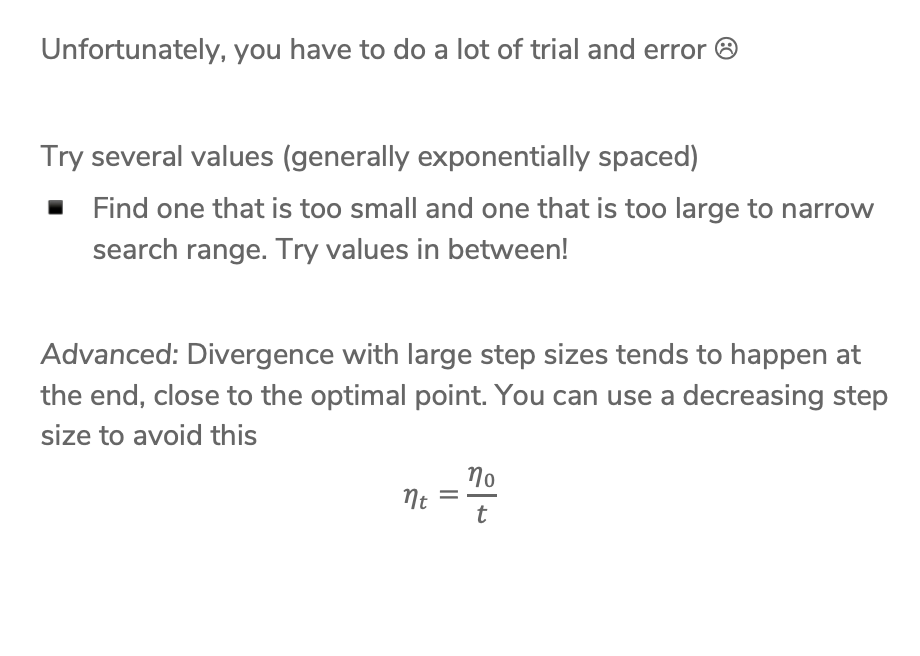 Unfortunately, you have to do a lot of trial and error ☹
Try several values (generally exponentially spaced)
▪ Find one that is too small and one that is too large to narrow
search range. Try values in between!
Advanced: Divergence with large step sizes tends to happen at
the end, close to the optimal point. You can use a decreasing step
size to avoid this
η_t = η_0 / t